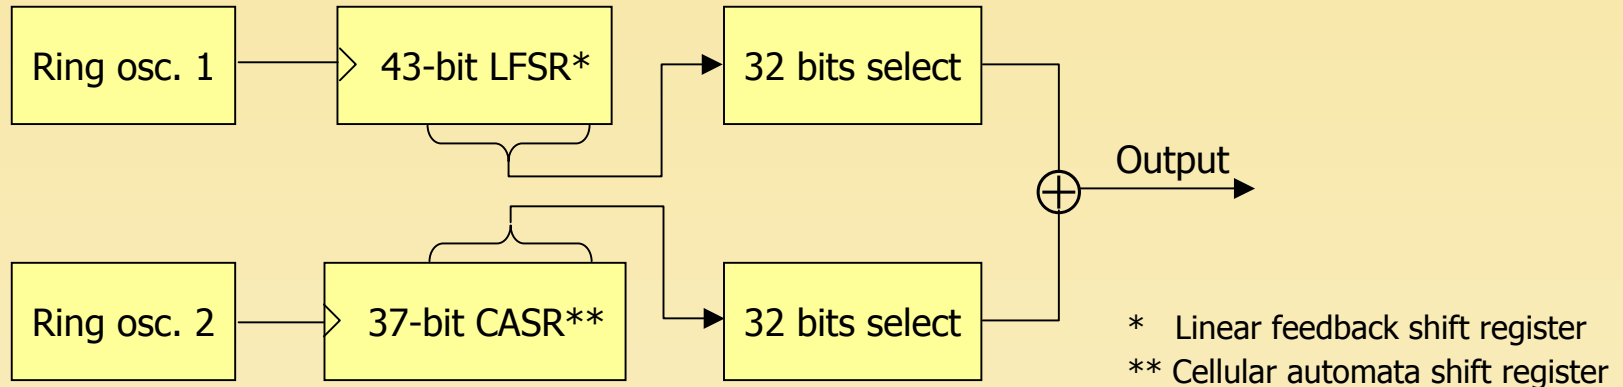 Ring osc. 1
43-bit LFSR*
32 bits select
Output
Ring osc. 2
37-bit CASR**
32 bits select
* Linear feedback shift register
** Cellular automata shift register